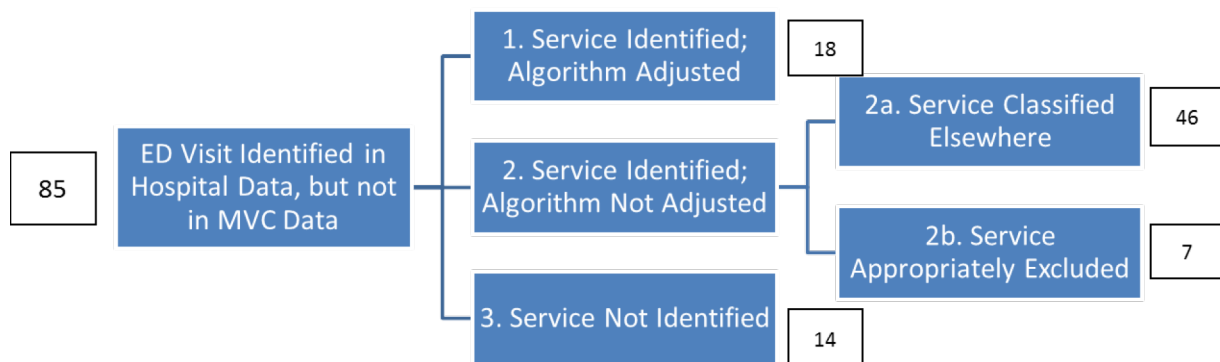 85
ED Visit Identified in
Hospital Data, but not
in MVC Data
1. Service Identified;
Algorithm Adjusted
18
2. Service Identified;
Algorithm Not Adjusted
2a. Service Classified
Elsewhere
46
2b. Service
Appropriately Excluded
7
3. Service Not Identified
14